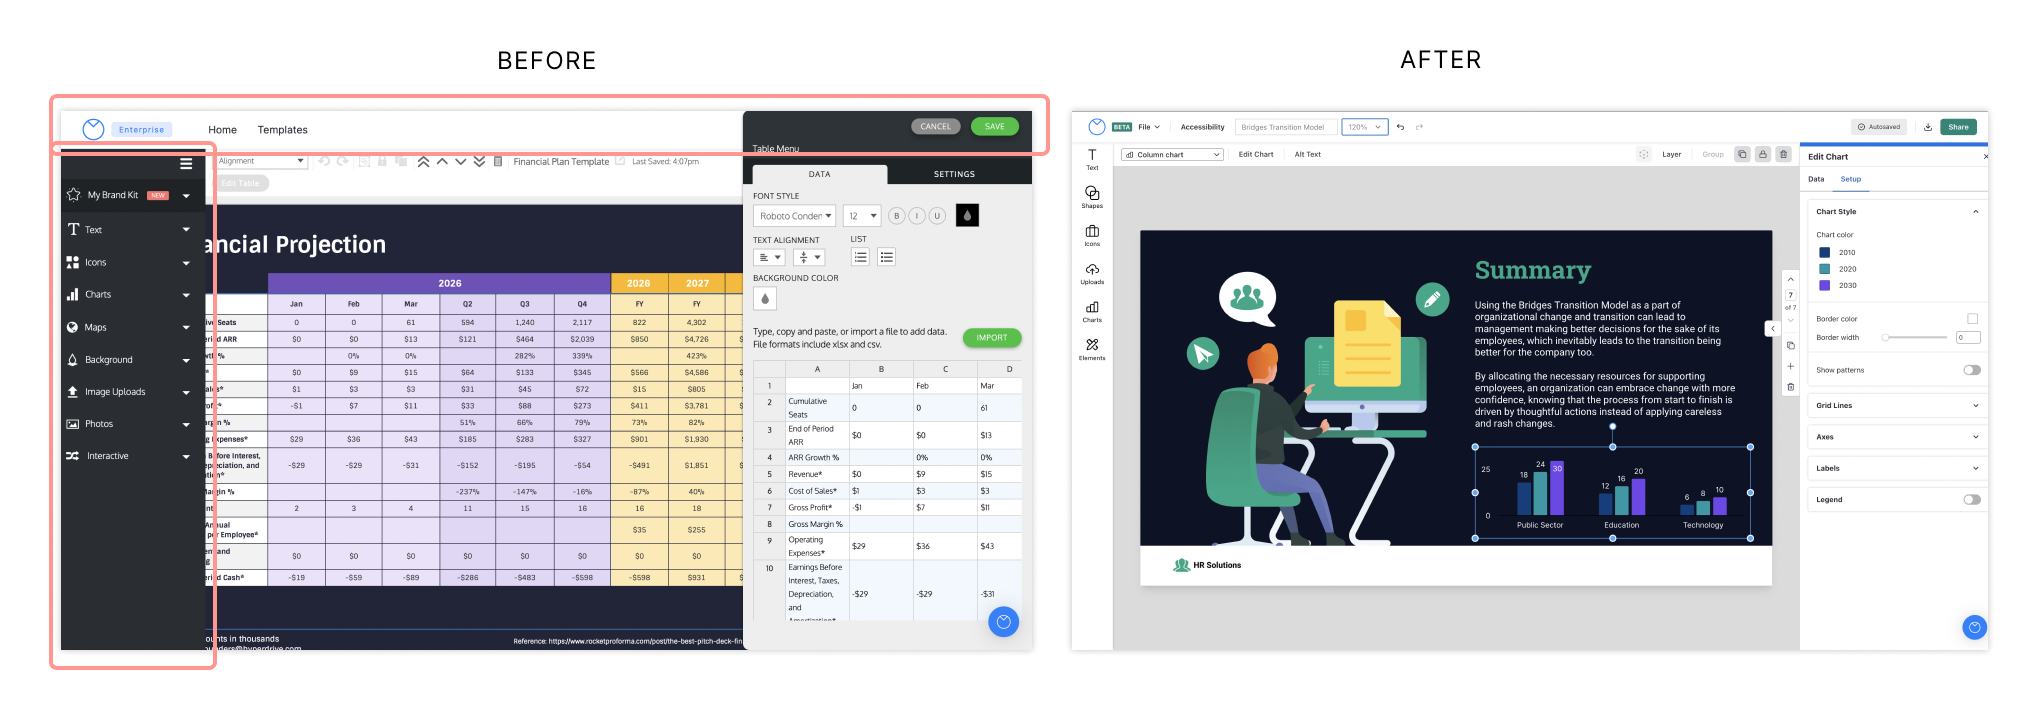 BEFORE
AFTER
Enterprise
Home
Templates
CANCEL
SAVE
Table Menu
Alignment
Financial Plan Template
Last Saved: 4:07pm
Edit Table
My Brand Kit
NEW
Text
Icons
Charts
Maps
Background
Image Uploads
Photos
Interactive
ancial Projection
2026 2026 2027
Jan Feb Mar Q2 Q3 Q4 FY FY
ive Seats 0 0 61 594 1,240 2,117 822 4,302
eriod ARR $0 $0 $13 $121 $464 $2,039 $850 $4,726 $
wth % 0% 0% 282% 339% 423%
$0 $9 $15 $64 $133 $345 $566 $4,586 $
ales* $1 $3 $3 $31 $45 $72 $15 $805 $
rofit* -$1 $7 $11 $33 $88 $273 $411 $3,781 $
argin % 51% 66% 79% 73% 82%
g Expenses* $29 $36 $43 $185 $283 $327 $901 $1,930 $
s Before Interest,
epreciation, and
ation* -$29 -$29 -$31 -$152 -$195 -$54 -$491 $1,851 $
Margin % -237% -147% -16% -87% 40%
nt 2 3 4 11 15 16 16 18
Annual
per Employee* $35 $255
ent and
g $0 $0 $0 $0 $0 $0 $0 $0 $
eriod Cash* -$19 -$59 -$89 -$286 -$483 -$598 -$598 $931 $
ounts in thousands
ounders@hyperdrive.com
Reference: https://www.rocketproforma.com/post/the-best-pitch-deck-fin
DATA
SETTINGS
FONT STYLE
Roboto Conden
12
B I U
TEXT ALIGNMENT
LIST
BACKGROUND COLOR
Type, copy and paste, or import a file to add data.
File formats include xlsx and csv.
IMPORT
A B C D
1 Jan Feb Mar
2 Cumulative
Seats 0 0 61
3 End of Period
ARR $0 $0 $13
4 ARR Growth % 0% 0%
5 Revenue* $0 $9 $15
6 Cost of Sales* $1 $3 $3
7 Gross Profit* -$1 $7 $11
8 Gross Margin %
9 Operating
Expenses* $29 $36 $43
10 Earnings Before
Interest, Taxes,
Depreciation,
and
Amortization* -$29 -$29 -$31
BETA
File
Accessibility
Bridges Transition Model
120%
Autosaved
Share
Column chart
Edit Chart
Alt Text
Layer
Group
Text
Shapes
Icons
Uploads
Charts
Elements
Summary
Using the Bridges Transition Model as a part of
organizational change and transition can lead to
management making better decisions for the sake of its
employees, which inevitably leads to the transition being
better for the company too.
By allocating the necessary resources for supporting
employees, an organization can embrace change with more
confidence, knowing that the process from start to finish is
driven by thoughtful actions instead of applying careless
and rash changes.
25
0
18 24 30
12 16 20
6 8 10
Public Sector
Education
Technology
HR Solutions
7
of 7
Edit Chart
Data
Setup
Chart Style
Chart color
2010
2020
2030
Border color
Border width
0
Show patterns
Grid Lines
Axes
Labels
Legend